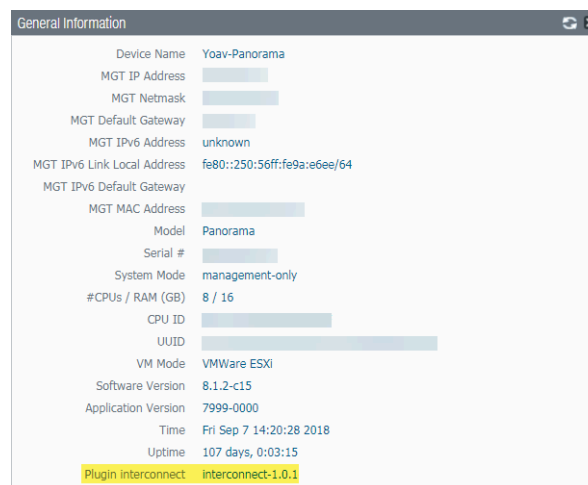 General Information
Device Name Yoav-Panorama
MGT IP Address
MGT Netmask
MGT Default Gateway
MGT IPv6 Address unknown
MGT IPv6 Link Local Address fe80::250:56ff:fe9a:e6ee/64
MGT IPv6 Default Gateway
MGT MAC Address
Model Panorama
Serial #
System Mode management-only
#CPUs / RAM (GB) 8 / 16
CPU ID
UUID
VM Mode VMWare ESXi
Software Version 8.1.2-c15
Application Version 7999-0000
Time Fri Sep 7 14:20:28 2018
Uptime 107 days, 0:03:15
Plugin interconnect interconnect-1.0.1